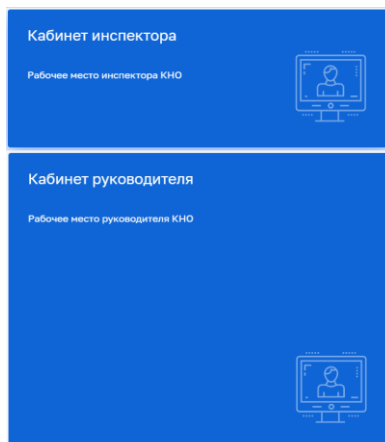 Кабинет инспектора
Рабочее место инспектора КНО
Кабинет руководителя
Рабочее место руководителя КНО